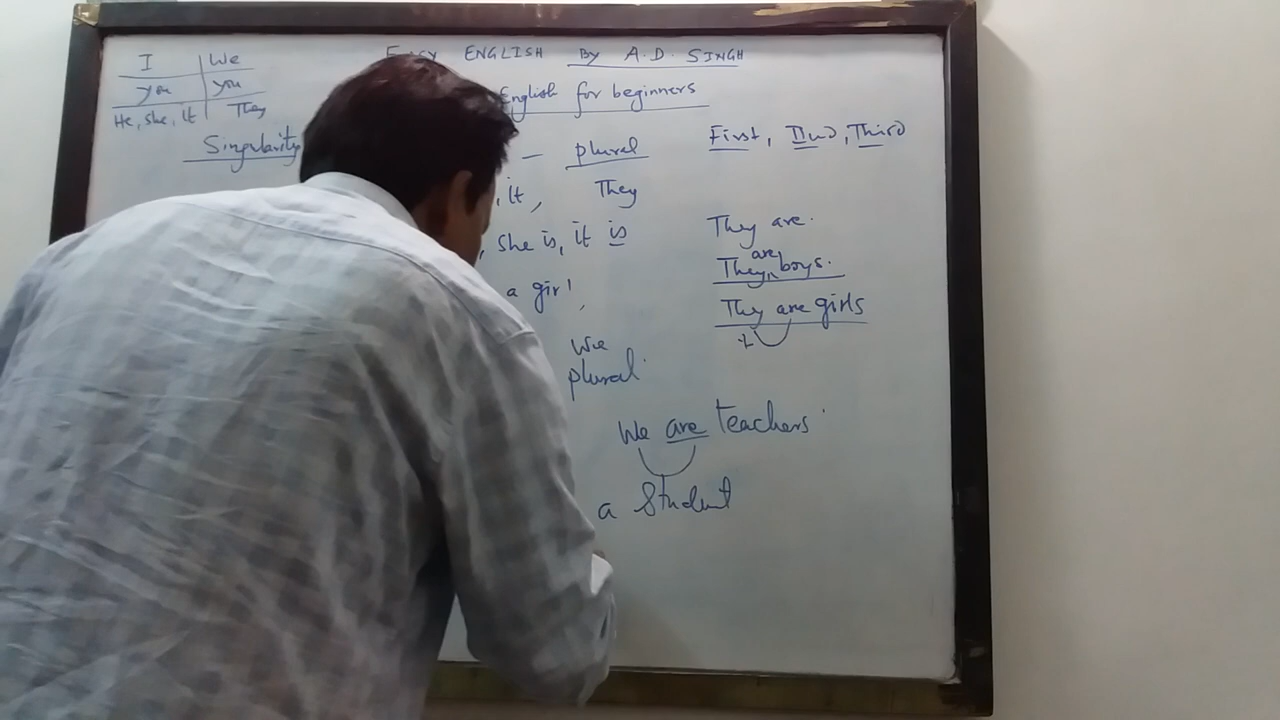 I We
EASY ENGLISH BY A.D. SINGH
you you
English for beginners
He, she, it They
Singularity — plural
First, IInd, Third
, it, They
, she is, it is
They are.
They are boys.
a girl,
They are girls
We
plural
We are teachers
a Student